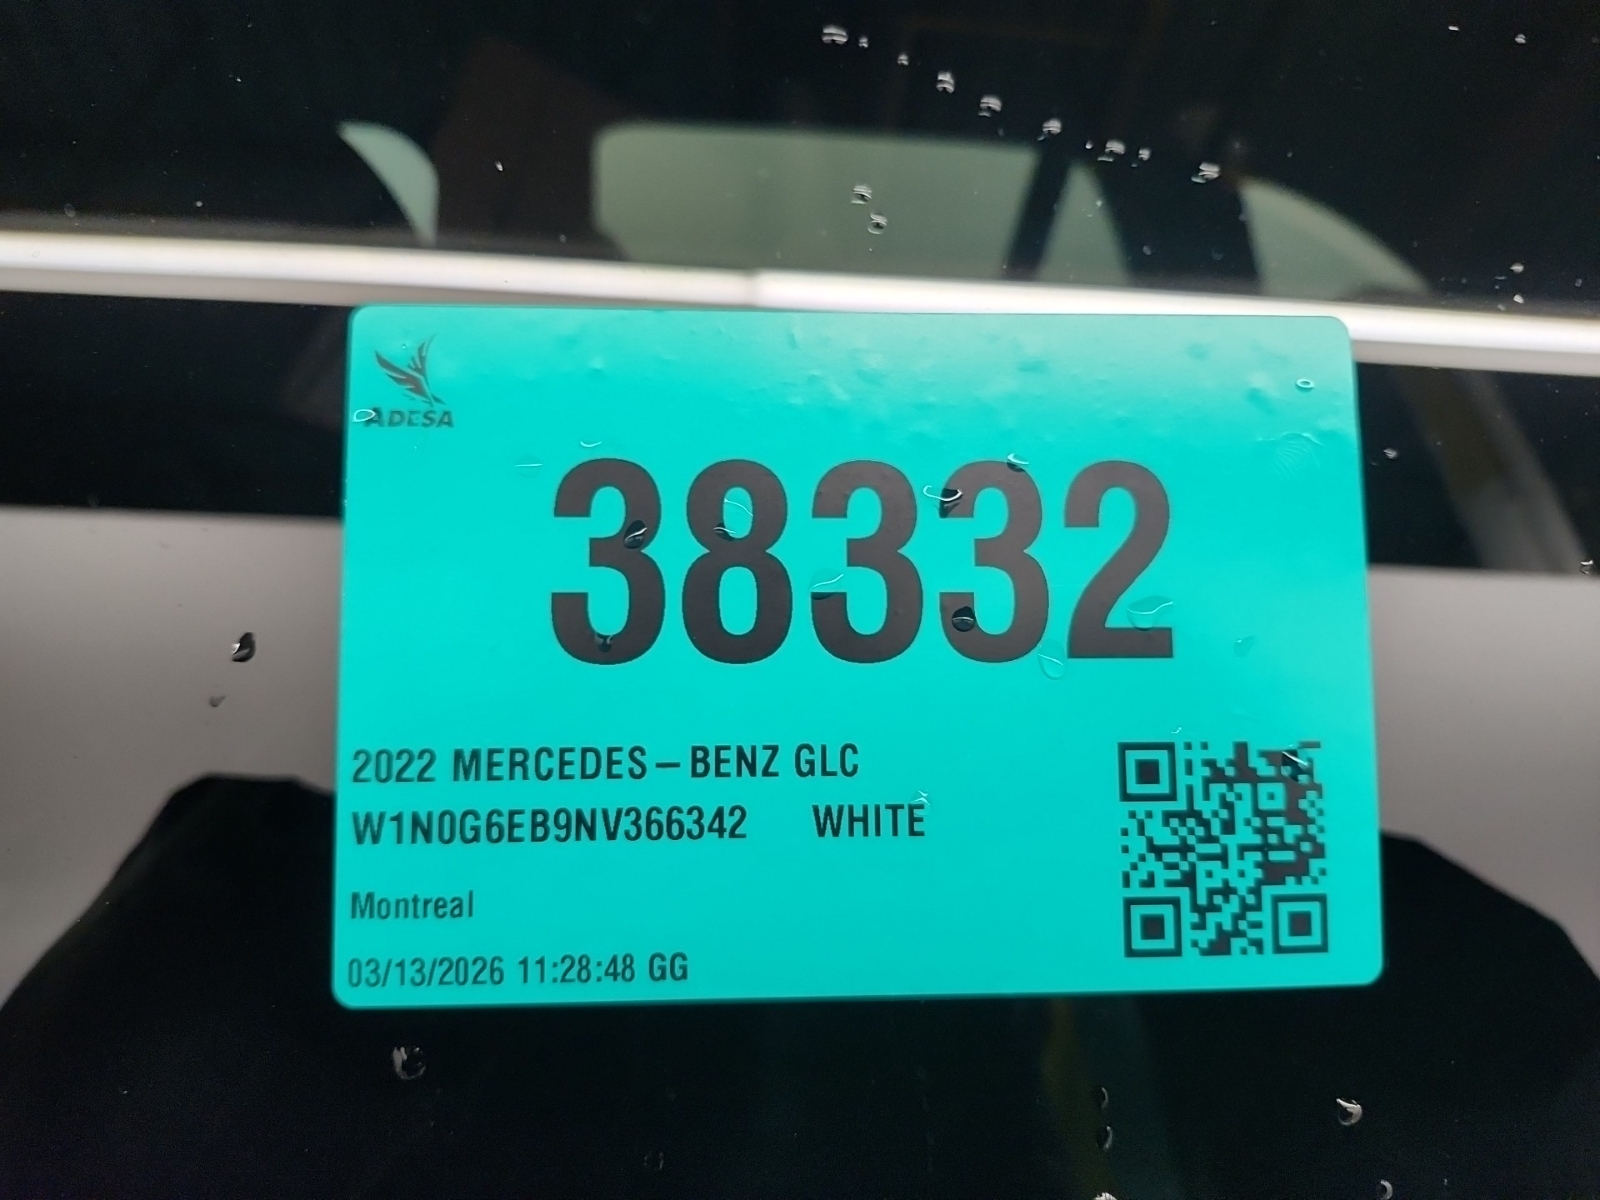 ADESA
38332
2022 MERCEDES-BENZ GLC
W1N0G6EB9NV366342 WHITE
Montreal
03/13/2026 11:28:48 GG